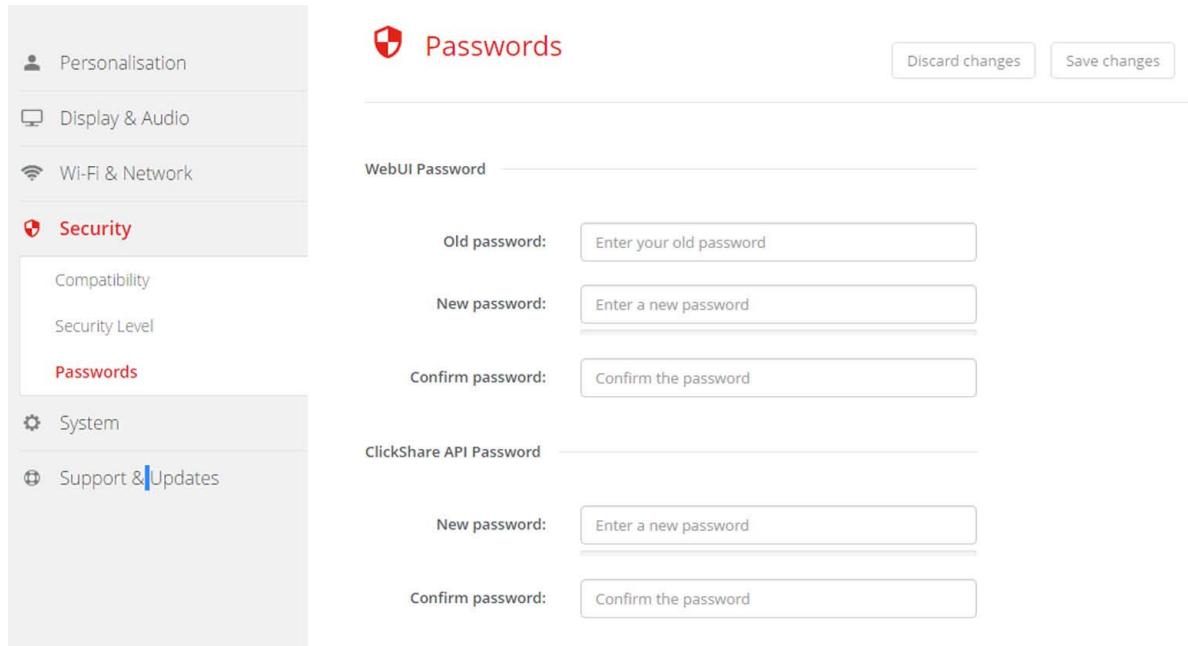 Personalisation
Display & Audio
Wi-Fi & Network
Security
Compatibility
Security Level
Passwords
System
Support & Updates
Passwords
Discard changes
Save changes
WebUI Password
Old password: Enter your old password
New password: Enter a new password
Confirm password: Confirm the password
ClickShare API Password
New password: Enter a new password
Confirm password: Confirm the password